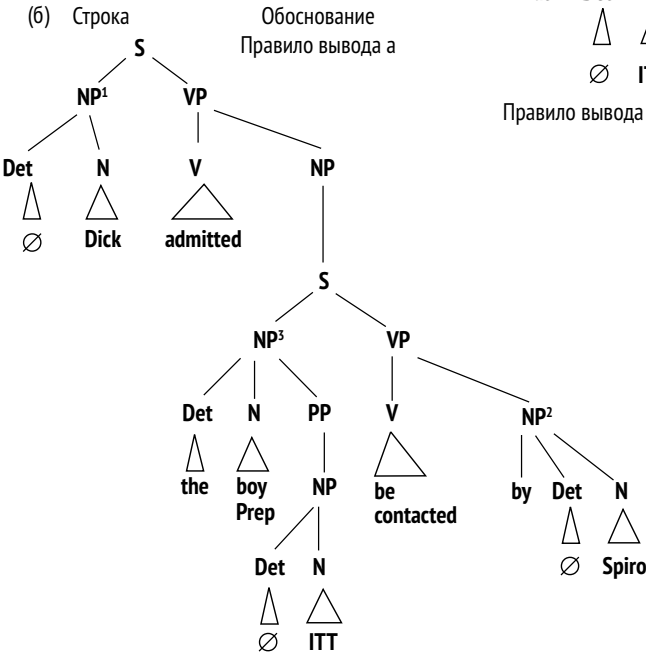 (б) Строка Обоснование
Правило вывода а
S
NP¹ VP
Det N V NP
∅ Dick admitted
S
NP³ VP
Det N PP V NP²
the boy NP be by Det N
Prep contacted
∅ Spiro
Det N
∅ ITT
∅
Правило вывода